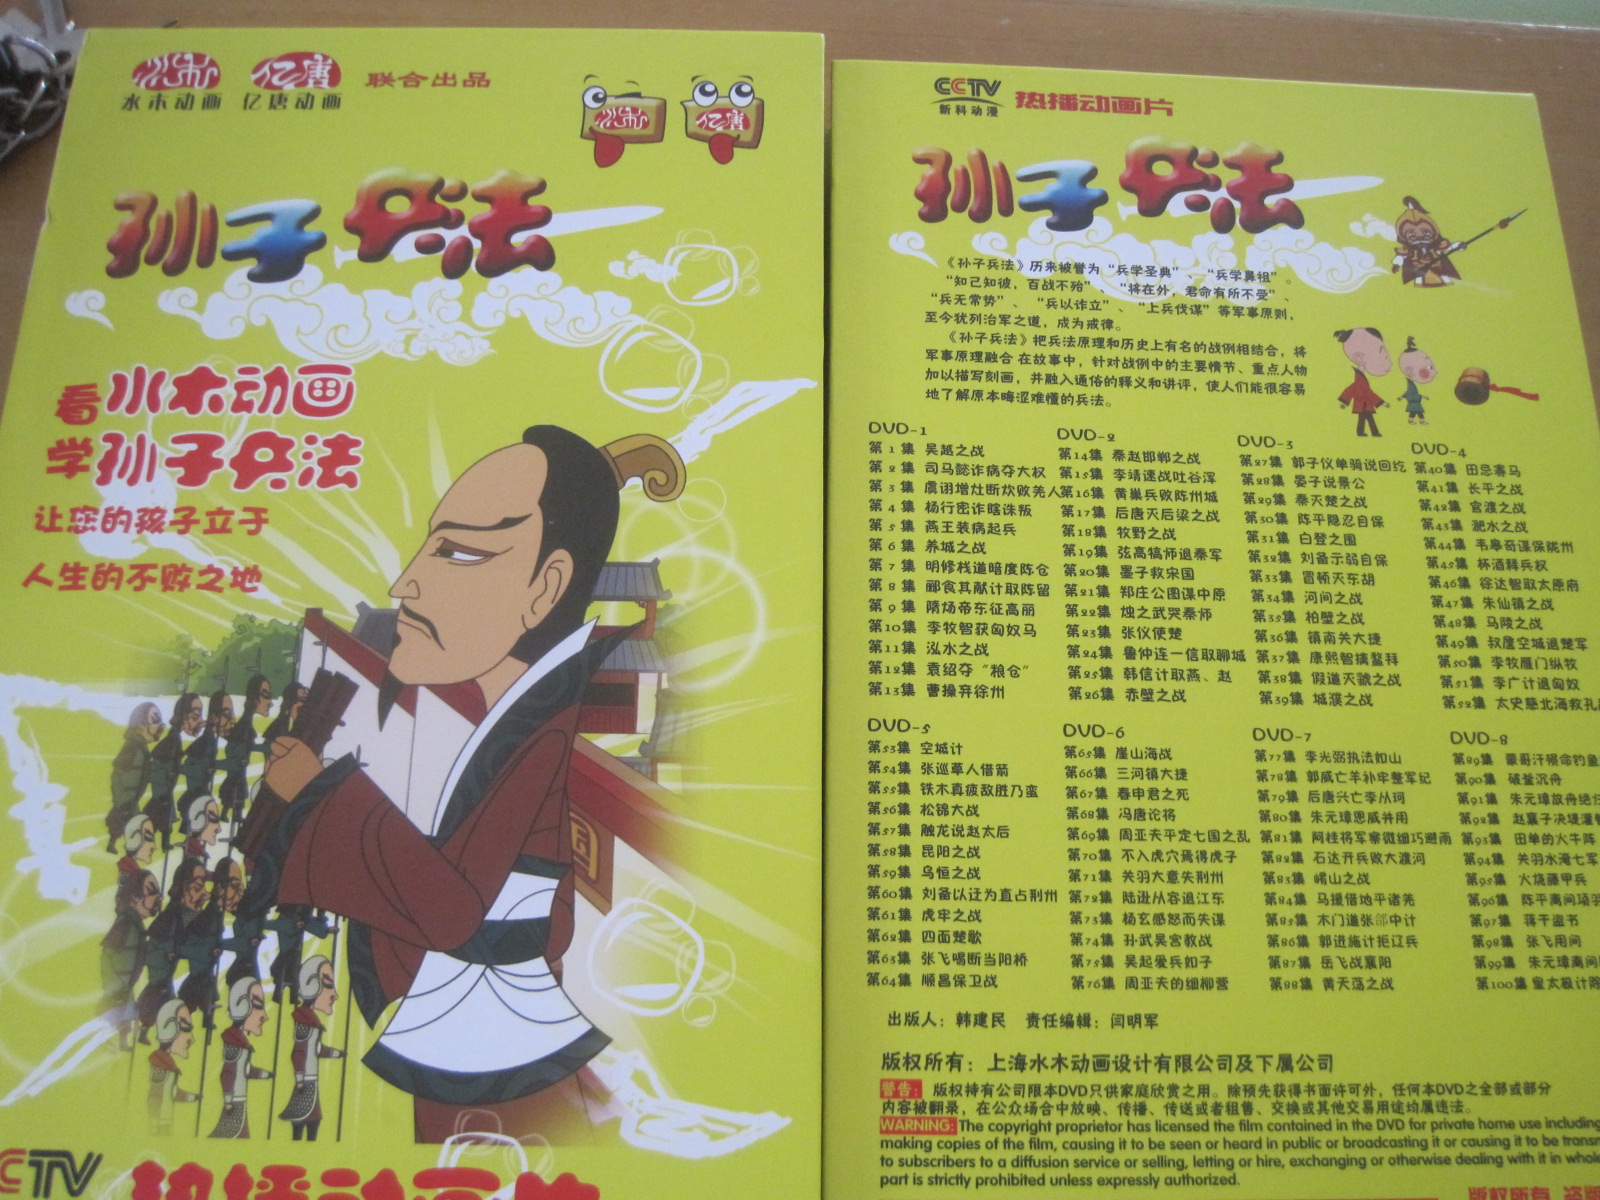 水木 亿唐 联合出品
水木动画 亿唐动画
水木 亿唐
孙子兵法
看水木动画
学孙子兵法
让您的孩子立于
人生的不败之地
CCTV 热播动画片
CCTV 热播动画片
新科动漫
孙子兵法
《孙子兵法》历来被誉为“兵学圣典”、“兵学鼻祖”。
“知己知彼，百战不殆”、“将在外，君命有所不受”、
“兵无常势”、“兵以诈立”、“上兵伐谋”等军事原则，
至今犹列治军之道，成为戒律。
《孙子兵法》把兵法原理和历史上有名的战例相结合，将
军事原理融合在故事中，针对战例中的主要情节、重点人物
加以描写刻画，并融入通俗的释义和讲评，使人们能很容易
地了解原本晦涩难懂的兵法。
DVD-1
第1集 吴越之战
第2集 司马懿诈病夺大权
第3集 虞诩增灶断炊败羌人
第4集 杨行密诈瞎诛叛
第5集 燕王装病起兵
第6集 养城之战
第7集 明修栈道暗度陈仓
第8集 郦食其献计取陈留
第9集 隋炀帝东征高丽
第10集 李牧智获匈奴马
第11集 泓水之战
第12集 袁绍夺“粮仓”
第13集 曹操弃徐州
DVD-2
第14集 秦赵邯郸之战
第15集 李靖速战吐谷浑
第16集 黄巢兵败陈州城
第17集 后唐灭后梁之战
第18集 牧野之战
第19集 弦高犒师退秦军
第20集 墨子救宋国
第21集 郑庄公图谋中原
第22集 烛之武哭秦师
第23集 张仪使楚
第24集 鲁仲连一信取聊城
第25集 韩信计取燕、赵
第26集 赤壁之战
DVD-3
第27集 郭子仪单骑说回纥
第28集 晏子说景公
第29集 秦灭楚之战
第30集 陈平隐忍自保
第31集 白登之围
第32集 刘备示弱自保
第33集 冒顿灭东胡
第34集 河间之战
第35集 柏壁之战
第36集 镇南关大捷
第37集 康熙智擒鳌拜
第38集 假道灭虢之战
第39集 城濮之战
DVD-4
第40集 田忌赛马
第41集 长平之战
第42集 官渡之战
第43集 淝水之战
第44集 韦皋奇谋保陇州
第45集 杯酒释兵权
第46集 徐达智取太原府
第47集 朱仙镇之战
第48集 马陵之战
第49集 叔詹空城退楚军
第50集 李牧雁门纵牧
第51集 李广计退匈奴
第52集 太史慈北海救孔
DVD-5
第53集 空城计
第54集 张巡草人借箭
第55集 铁木真疲敌胜乃蛮
第56集 松锦大战
第57集 触龙说赵太后
第58集 昆阳之战
第59集 乌恒之战
第60集 刘备以迂为直占荆州
第61集 虎牢之战
第62集 四面楚歌
第63集 张飞喝断当阳桥
第64集 顺昌保卫战
DVD-6
第65集 崖山海战
第66集 三河镇大捷
第67集 春申君之死
第68集 冯唐论将
第69集 周亚夫平定七国之乱
第70集 不入虎穴焉得虎子
第71集 关羽大意失荆州
第72集 陆逊从容退江东
第73集 杨玄感怒而失谋
第74集 孙武吴宫教战
第75集 吴起爱兵如子
第76集 周亚夫的细柳营
DVD-7
第77集 李光弼执法如山
第78集 郭威亡羊补牢整军纪
第79集 后唐兴亡李从珂
第80集 朱元璋恩威并用
第81集 阿桂将军察微细巧避雨
第82集 石达开兵败大渡河
第83集 崤山之战
第84集 马援借地平诸羌
第85集 木门道张郃中计
第86集 郭进施计拒辽兵
第87集 岳飞战襄阳
第88集 黄天荡之战
DVD-8
第89集 蒙哥汗殒命钓鱼
第90集 破釜沉舟
第91集 朱元璋放舟绝
第92集 赵襄子决堤灌
第93集 田单的火牛阵
第94集 关羽水淹七军
第95集 火烧藤甲兵
第96集 陈平离间项羽
第97集 蒋干盗书
第98集 张飞用间
第99集 朱元璋离间
第100集 皇太极计除
出版人：韩建民 责任编辑：闫明军
版权所有：上海水木动画设计有限公司及下属公司
警告：版权持有公司限本DVD只供家庭欣赏之用。除预先获得书面许可外，任何本DVD之全部或部分
内容被翻录，在公众场合中放映、传播、传送或者租售、交换或其他交易用途均属违法。
WARNING: The copyright proprietor has licensed the film contained in the DVD for private home use including
making copies of the film, causing it to be seen or heard in public or broadcasting it or causing it to be
to subscribers to a diffusion service or selling, letting or hire, exchanging or otherwise dealing with it in
part is strictly prohibited unless expressly authorized.
版权所有